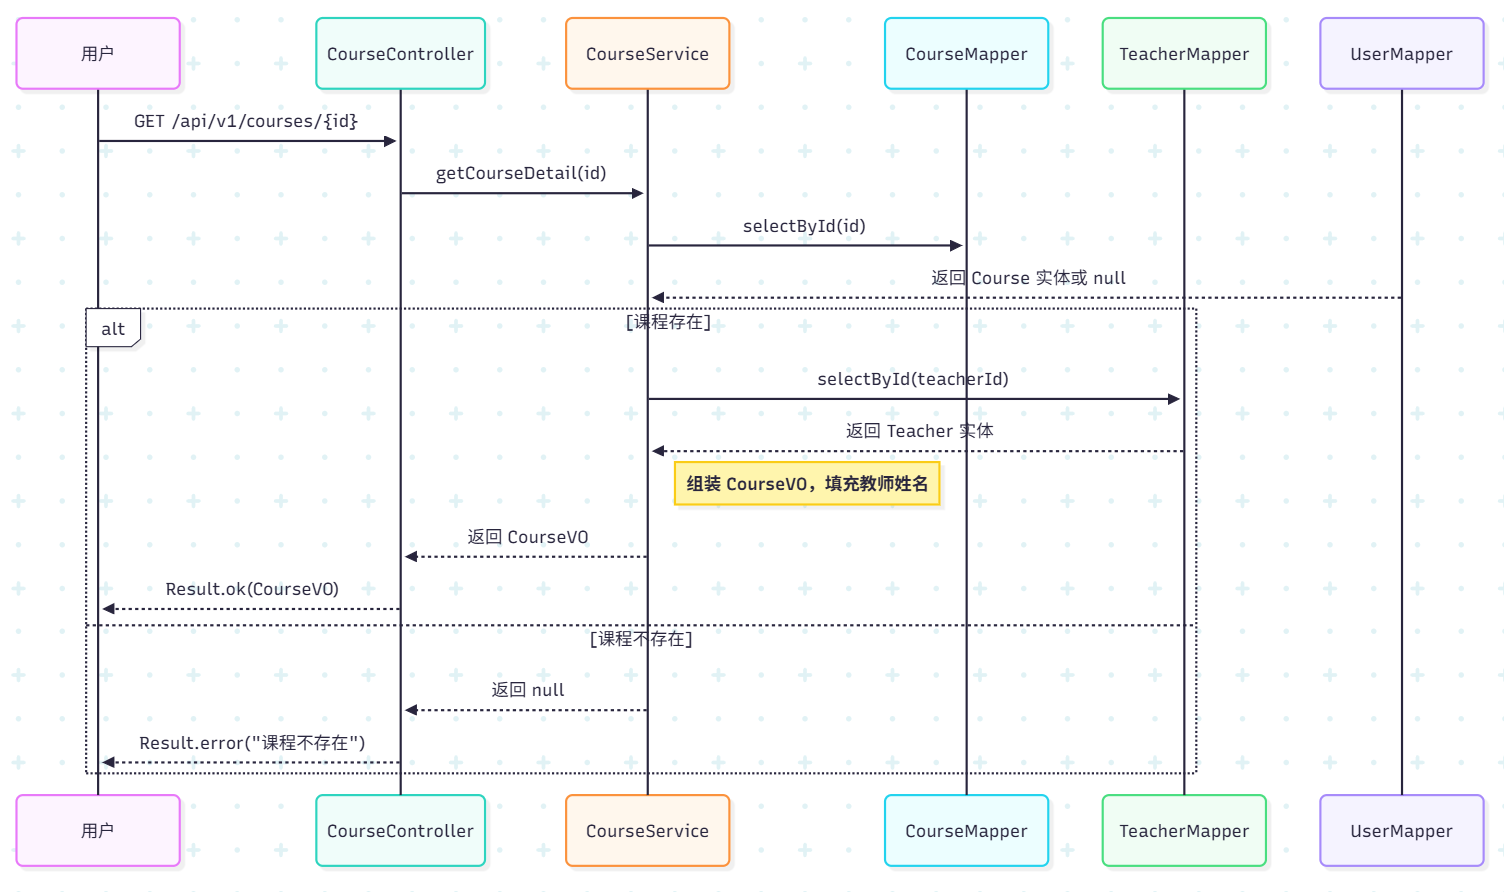 用户
CourseController
CourseService
CourseMapper
TeacherMapper
UserMapper
GET /api/v1/courses/{id}
getCourseDetail(id)
selectById(id)
返回 Course 实体或 null
alt
[课程存在]
selectById(teacherId)
返回 Teacher 实体
组装 CourseVO，填充教师姓名
返回 CourseVO
Result.ok(CourseVO)
[课程不存在]
返回 null
Result.error("课程不存在")
用户
CourseController
CourseService
CourseMapper
TeacherMapper
UserMapper